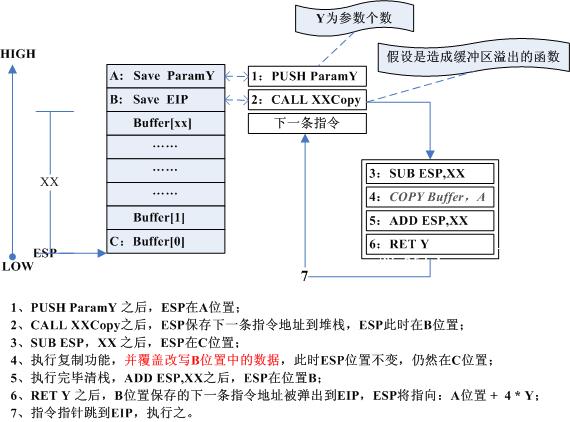 Y为参数个数
HIGH
假设是造成缓冲区溢出的函数
A: Save ParamY
1: PUSH ParamY
B: Save EIP
2: CALL XXCopy
Buffer[xx]
下一条指令
……
……
XX
……
Buffer[1]
C: Buffer[0]
ESP
LOW
3: SUB ESP,XX
4: COPY Buffer, A
5: ADD ESP,XX
6: RET Y
7
1、PUSH ParamY 之后，ESP在A位置；
2、CALL XXCopy之后，ESP保存下一条指令地址到堆栈，ESP此时在B位置；
3、SUB ESP，XX 之后，ESP在C位置；
4、执行复制功能，并覆盖改写B位置中的数据，此时ESP位置不变，仍然在C位置；
5、执行完毕清栈，ADD ESP,XX之后，ESP在位置B；
6、RET Y 之后，B位置保存的下一条指令地址被弹出到EIP，ESP将指向：A位置 + 4 * Y；
7、指令指针跳到EIP，执行之。